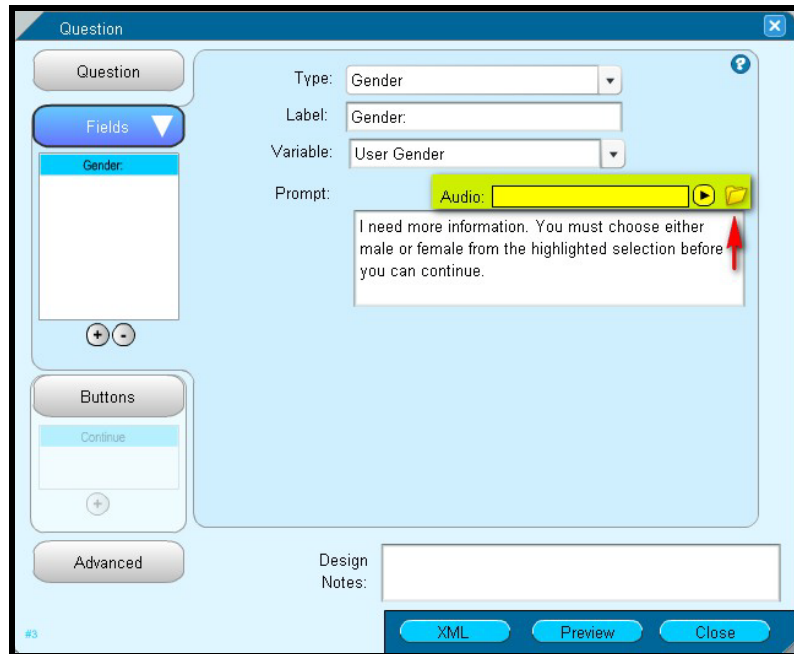 Question
Question
Type: Gender
Fields
Label: Gender:
Gender:
Variable: User Gender
Prompt:
Audio:
I need more information. You must choose either
male or female from the highlighted selection before
you can continue.
Buttons
Continue
Advanced
Design
Notes:
#3
XML Preview Close